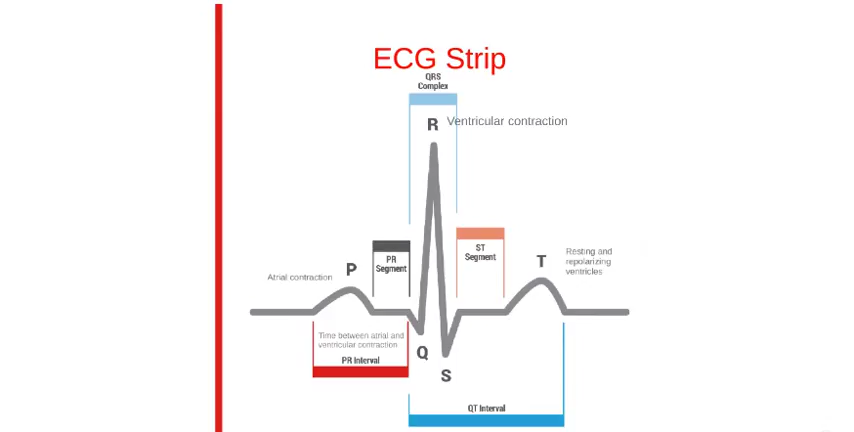 ECG Strip
QRS
Complex
R
Ventricular contraction
PR
Segment
ST
Segment
P
Atrial contraction
T
Resting and
repolarizing
ventricles
Time between atrial and
ventricular contraction
PR Interval
Q
S
QT Interval